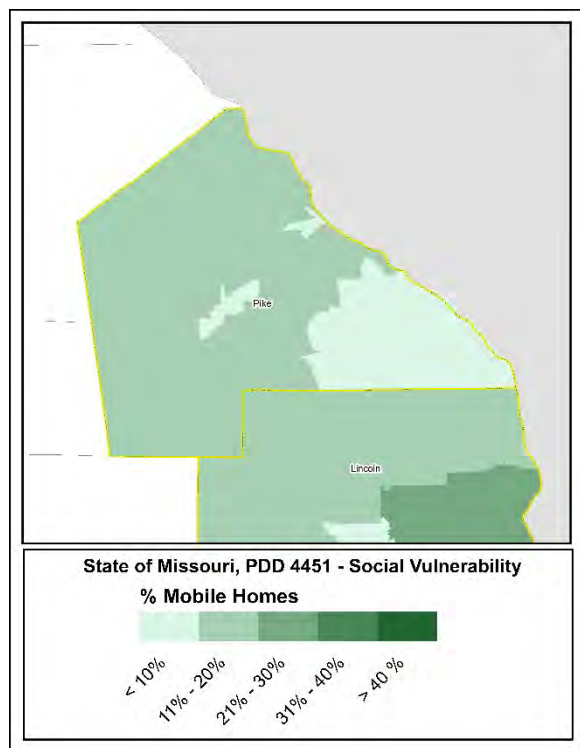 Pike
Lincoln
State of Missouri, PDD 4451 - Social Vulnerability
% Mobile Homes
< 10%
11% - 20%
21% - 30%
31% - 40%
> 40 %